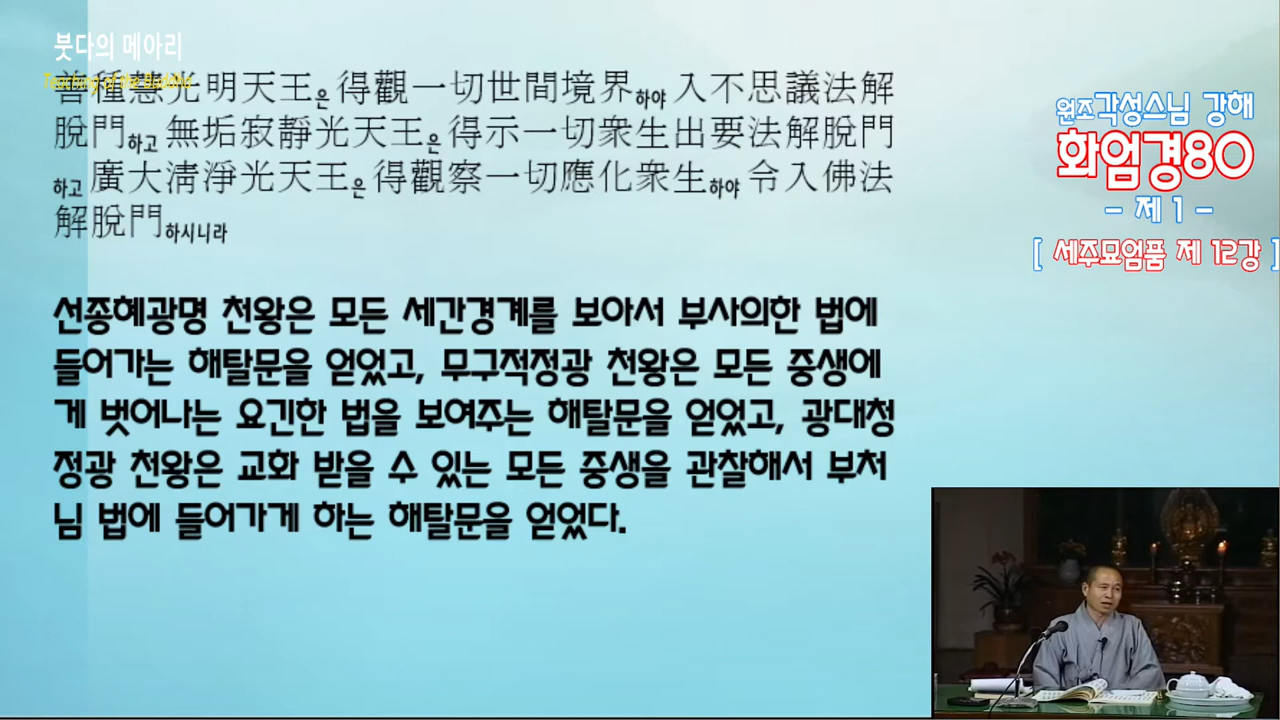 붓다의 메아리
Teaching of the Buddha
善種慧光明天王은 得觀一切世間境界하야 入不思議法解
脫門하고 無垢寂靜光天王은 得示一切衆生出要法解脫門
하고 廣大淸淨光天王은 得觀察一切應化衆生하야 令入佛法
解脫門하시니라
선종혜광명 천왕은 모든 세간경계를 보아서 부사의한 법에
들어가는 해탈문을 얻었고, 무구적정광 천왕은 모든 중생에
게 벗어나는 요긴한 법을 보여주는 해탈문을 얻었고, 광대청
정광 천왕은 교화 받을 수 있는 모든 중생을 관찰해서 부처
님 법에 들어가게 하는 해탈문을 얻었다.
원조각성스님 강해
화엄경80
- 제 1 -
[ 세주묘엄품 제 12강 ]